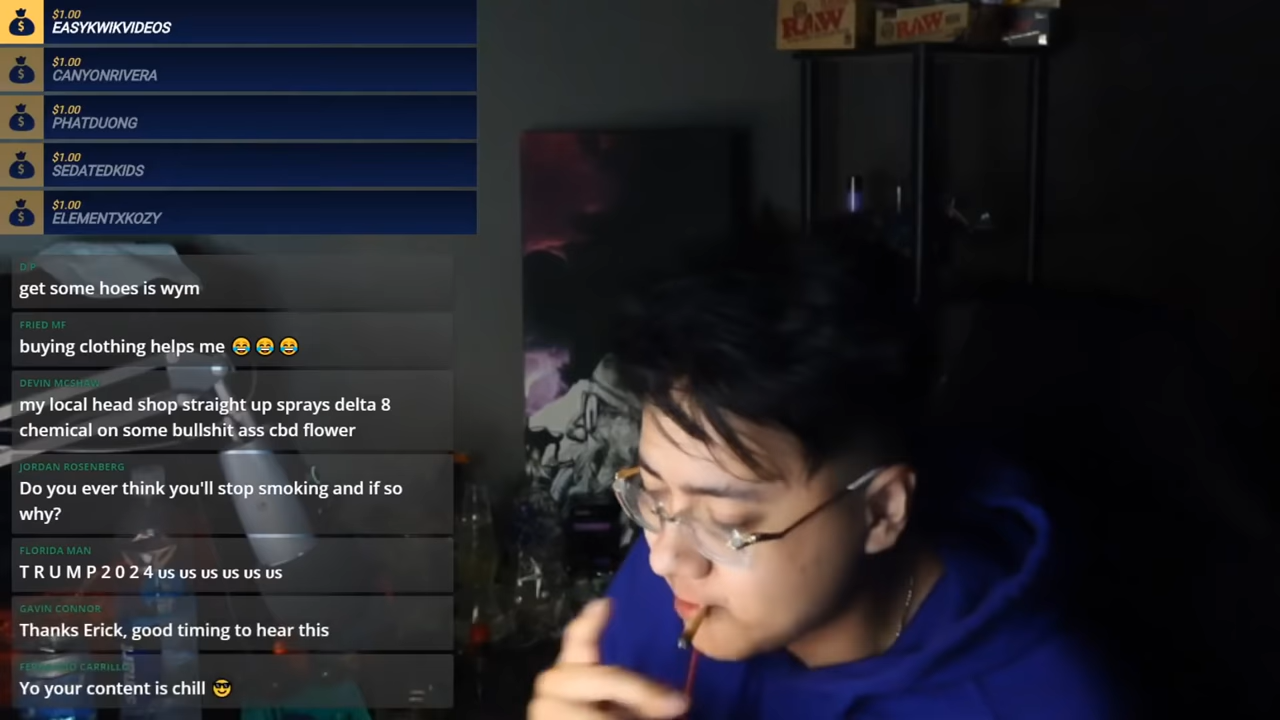 $1.00
EASYKWIKVIDEOS
$1.00
CANYONRIVERA
$1.00
PHATDUONG
$1.00
SEDATEDKIDS
$1.00
ELEMENTXKOZY
D P
get some hoes is wym
FRIED MF
buying clothing helps me 😂 😂 😂
DEVIN MCSHAW
my local head shop straight up sprays delta 8
chemical on some bullshit ass cbd flower
JORDAN ROSENBERG
Do you ever think you'll stop smoking and if so
why?
FLORIDA MAN
T R U M P 2 0 2 4 us us us us us us
GAVIN CONNOR
Thanks Erick, good timing to hear this
CARRILLO
Yo your content is chill 😎
RAW
RAW